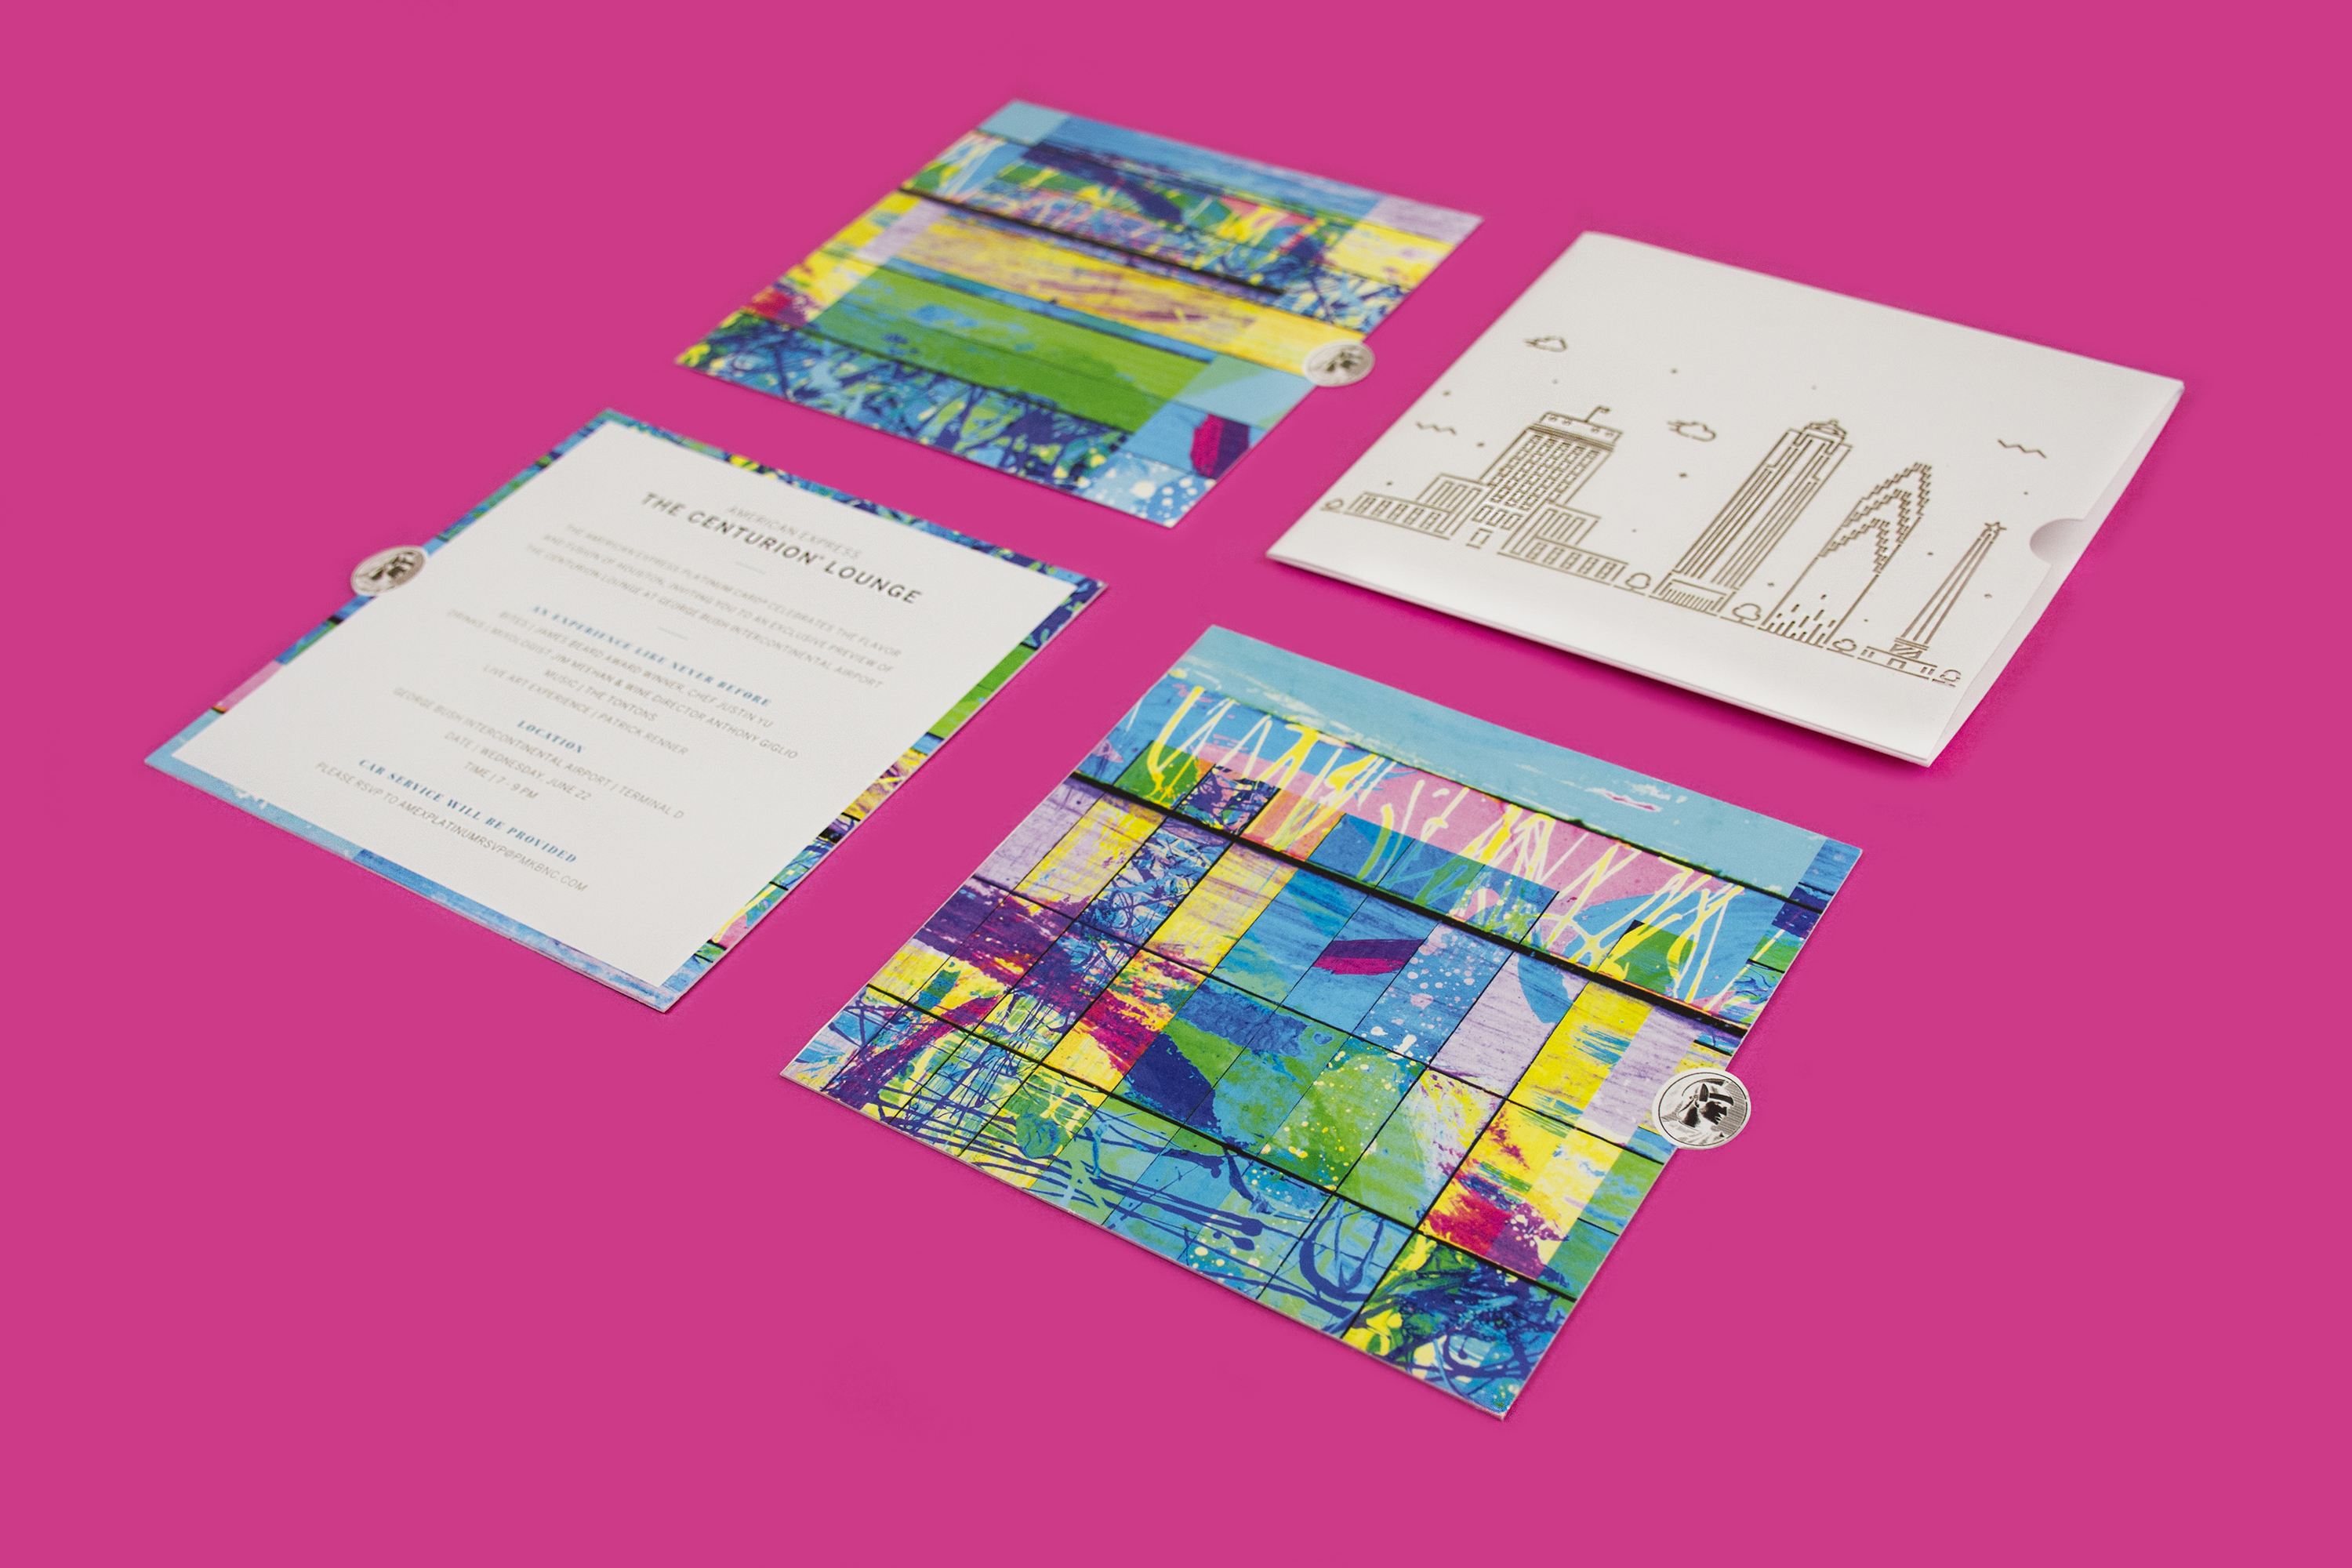 AMERICAN EXPRESS
THE CENTURION® LOUNGE
THE AMERICAN EXPRESS PLATINUM CARD® CELEBRATES THE FLAVOR
AND FUSION OF HOUSTON, INVITING YOU TO AN EXCLUSIVE PREVIEW OF
THE CENTURION LOUNGE AT GEORGE BUSH INTERCONTINENTAL AIRPORT
AN EXPERIENCE LIKE NEVER BEFORE
BITES | JAMES BEARD AWARD WINNER, CHEF JUSTIN YU
DRINKS | MIXOLOGIST JIM MEEHAN & WINE DIRECTOR ANTHONY GIGLIO
MUSIC | THE TONTONS
LIVE ART EXPERIENCE | PATRICK RENNER
LOCATION
GEORGE BUSH INTERCONTINENTAL AIRPORT | TERMINAL D
DATE | WEDNESDAY, JUNE 22
TIME | 7 - 9 PM
CAR SERVICE WILL BE PROVIDED
PLEASE RSVP TO AMEXPLATINUMRSVP@PMKBNC.COM